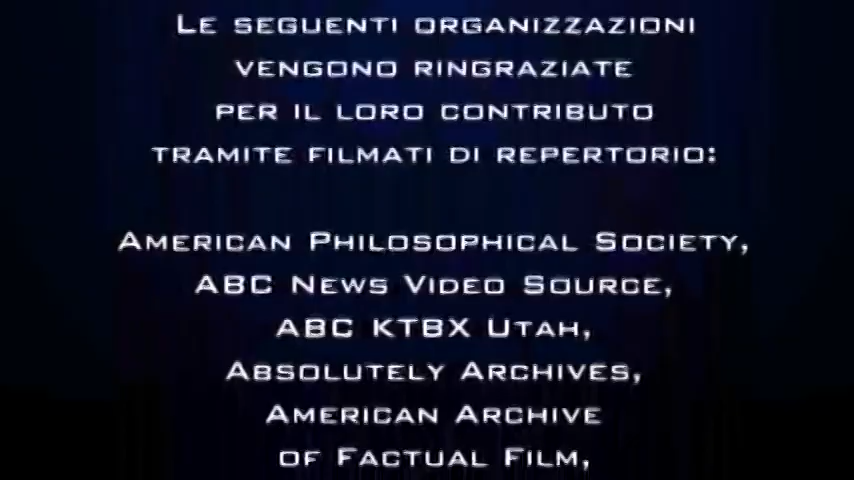 Le seguenti organizzazioni
vengono ringraziate
per il loro contributo
tramite filmati di repertorio:
American Philosophical Society,
ABC News Video Source,
ABC KTBX Utah,
Absolutely Archives,
American Archive
of Factual Film,